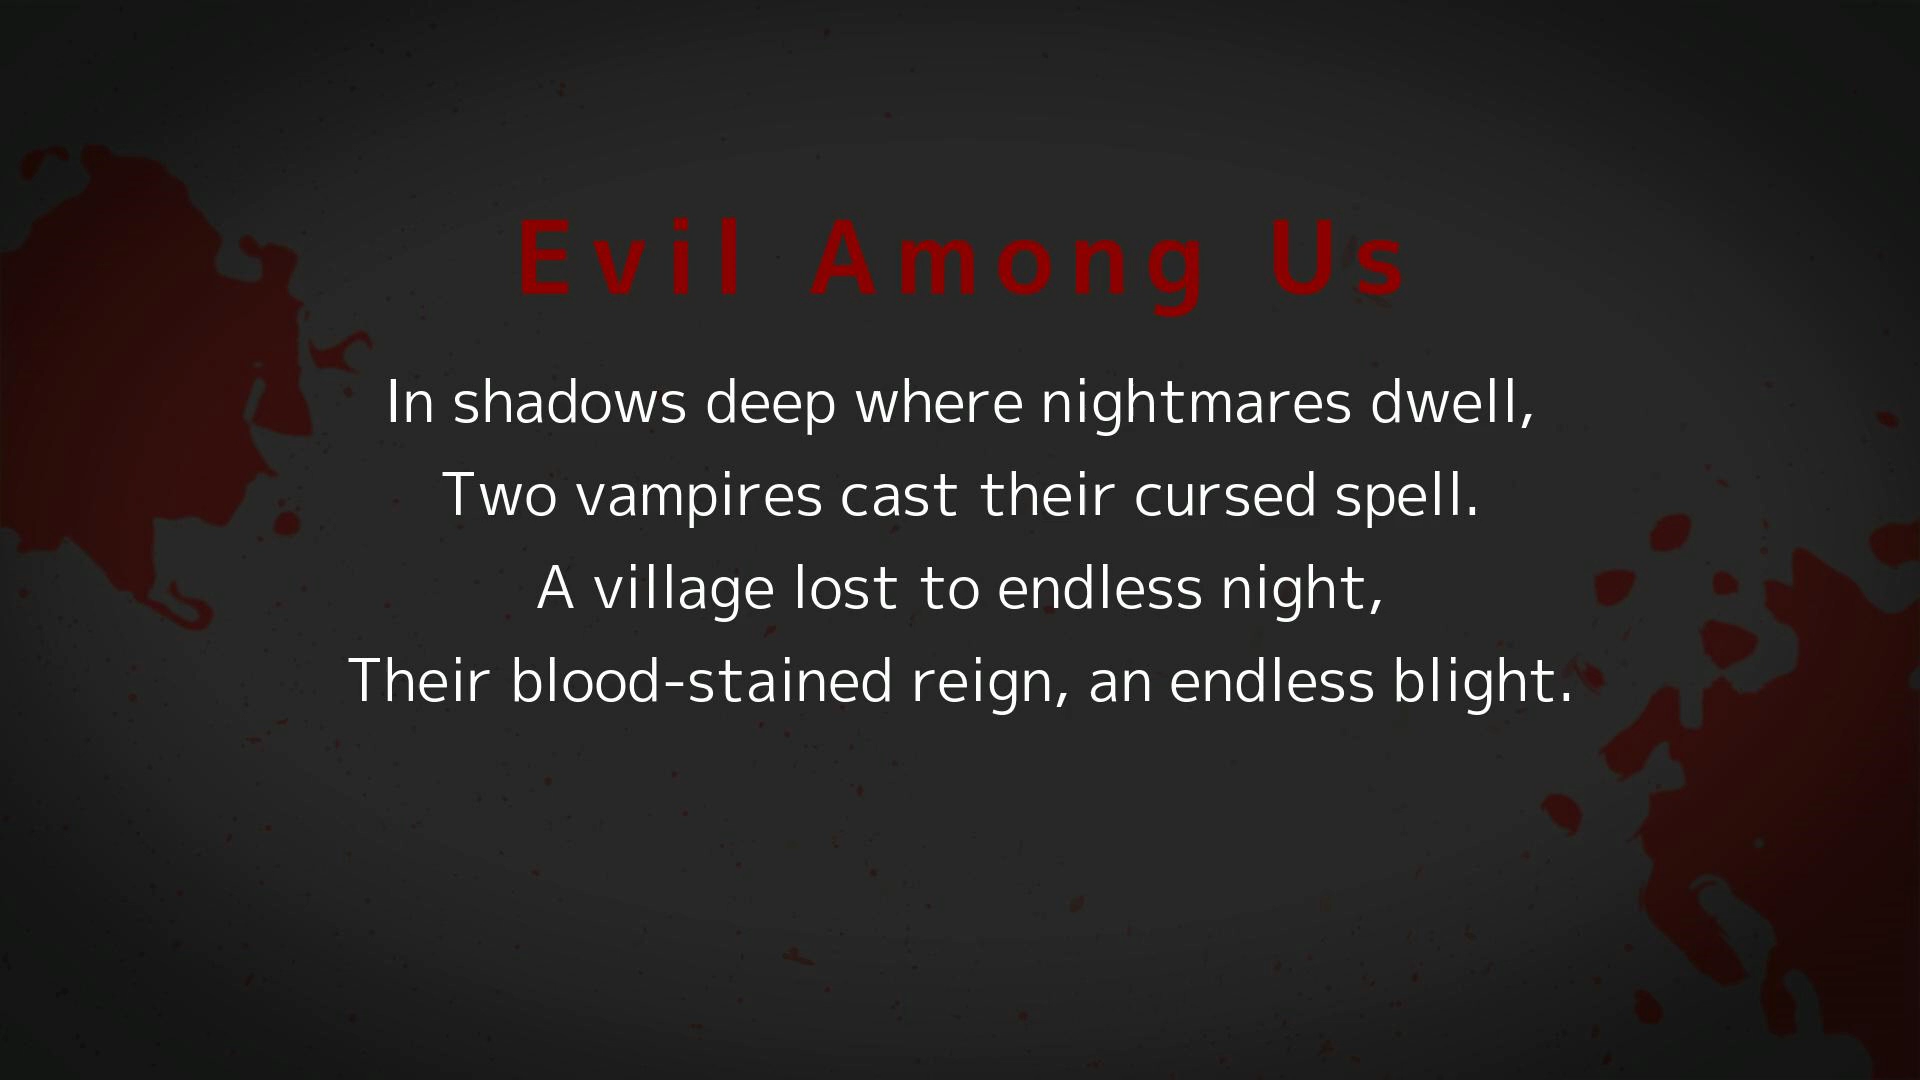 Evil Among Us
In shadows deep where nightmares dwell,
Two vampires cast their cursed spell.
A village lost to endless night,
Their blood-stained reign, an endless blight.